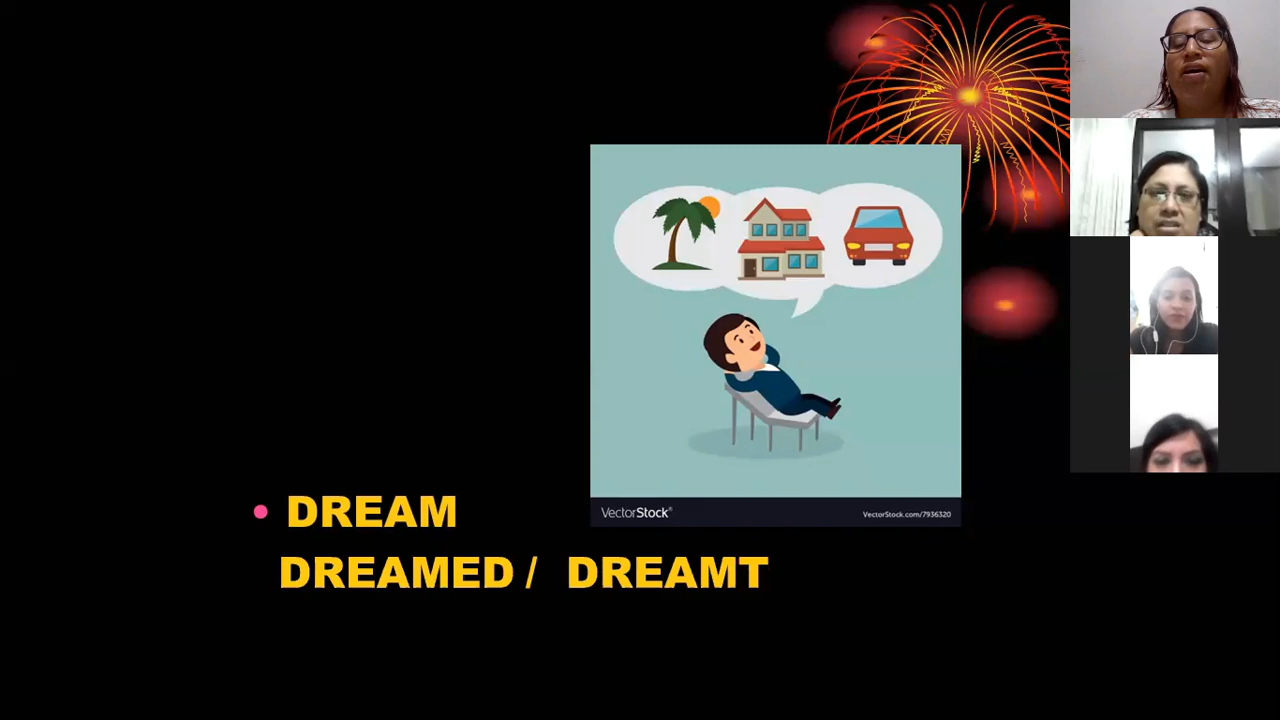 VectorStock®
VectorStock.com/7936320
• DREAM
DREAMED / DREAMT